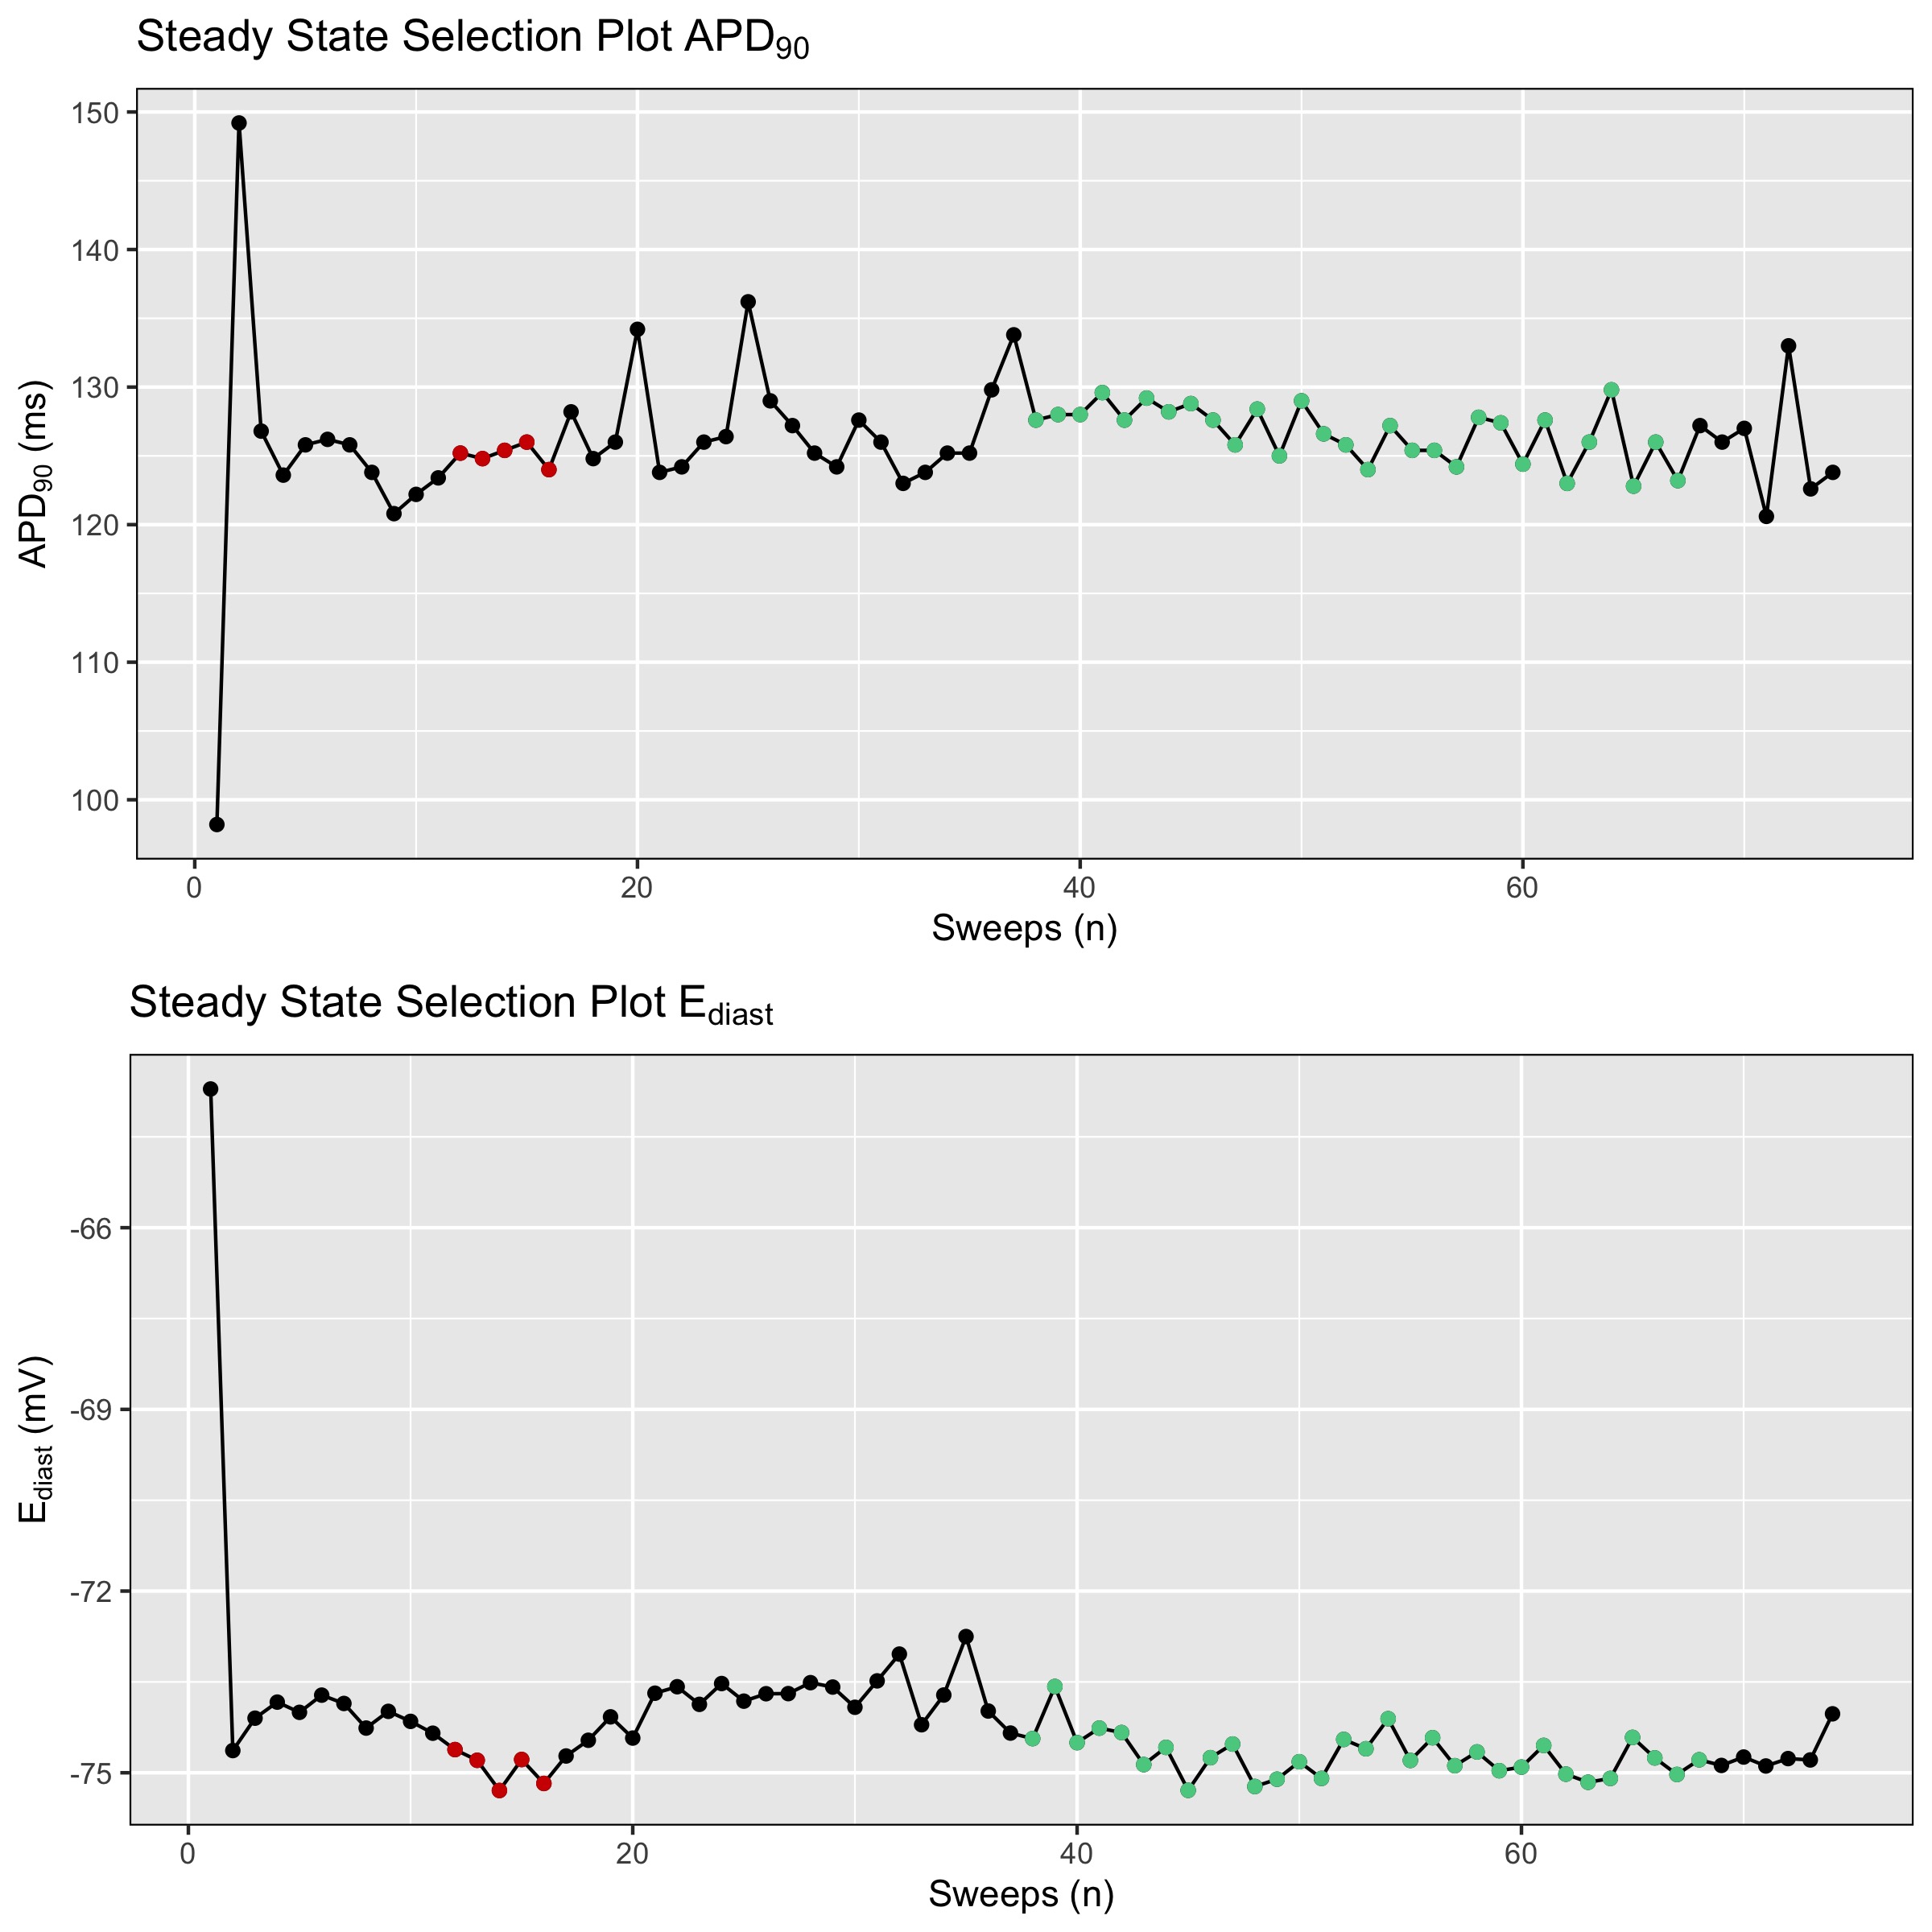 Steady State Selection Plot APD90
150
140
130
120
110
100
APD90 (ms)
0 20 40 60
Sweeps (n)
Steady State Selection Plot Ediast
-66
-69
-72
-75
Ediast (mV)
0 20 40 60
Sweeps (n)